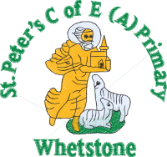 St. Peter's C of E (A) Primary
Whetstone